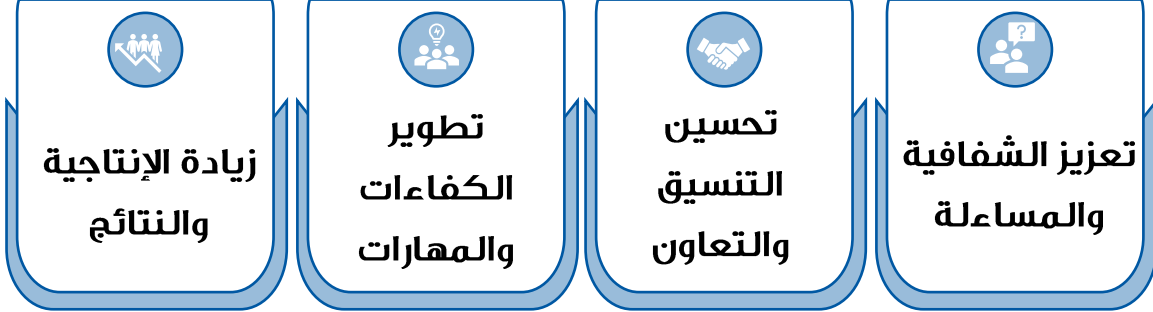 تعزيز الشفافية
والمساءلة
تحسين
التنسيق
والتعاون
تطوير
الكفاءات
والمهارات
زيادة الإنتاجية
والنتائج
?